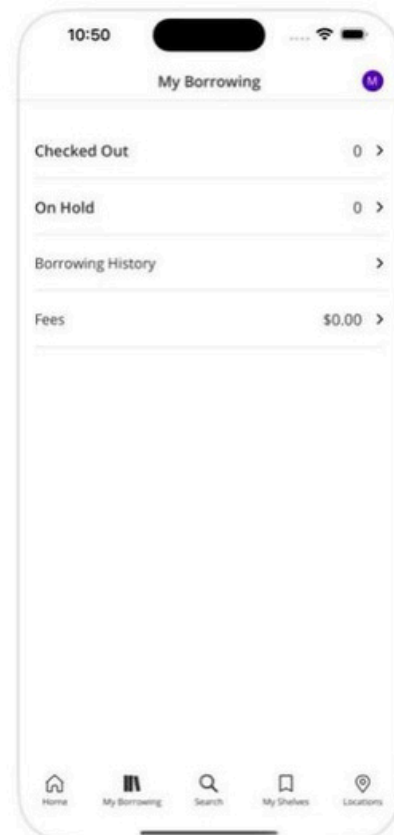 10:50
My Borrowing M
Checked Out 0
On Hold 0
Borrowing History
Fees $0.00
Home My Borrowing Search My Shelves Locations